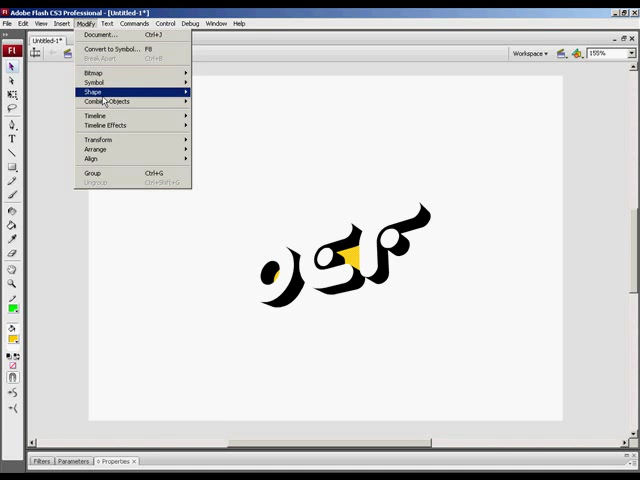 Adobe Flash CS3 Professional - [Untitled-1*]
File Edit View Insert Modify Text Commands Control Debug Window Help
Untitled-1*
Workspace 155%
Document... Ctrl+J
Convert to Symbol... F8
Break Apart Ctrl+B
Bitmap
Symbol
Shape
Combine Objects
Timeline
Timeline Effects
Transform
Arrange
Align
Group Ctrl+G
Ungroup Ctrl+Shift+G
Fl
T
Filters Parameters Properties